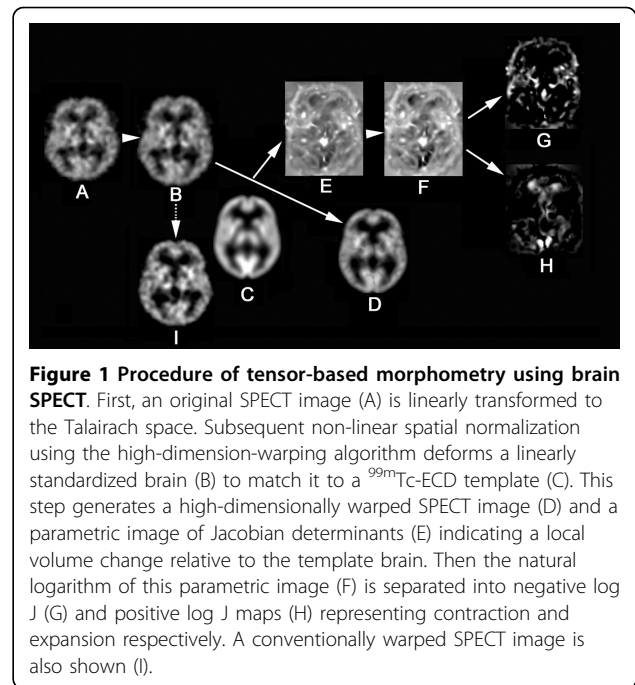 A
B
C
D
E
F
G
H
I
Figure 1 Procedure of tensor-based morphometry using brain
SPECT. First, an original SPECT image (A) is linearly transformed to
the Talairach space. Subsequent non-linear spatial normalization
using the high-dimension-warping algorithm deforms a linearly
standardized brain (B) to match it to a 99mTc-ECD template (C). This
step generates a high-dimensionally warped SPECT image (D) and a
parametric image of Jacobian determinants (E) indicating a local
volume change relative to the template brain. Then the natural
logarithm of this parametric image (F) is separated into negative log
J (G) and positive log J maps (H) representing contraction and
expansion respectively. A conventionally warped SPECT image is
also shown (I).